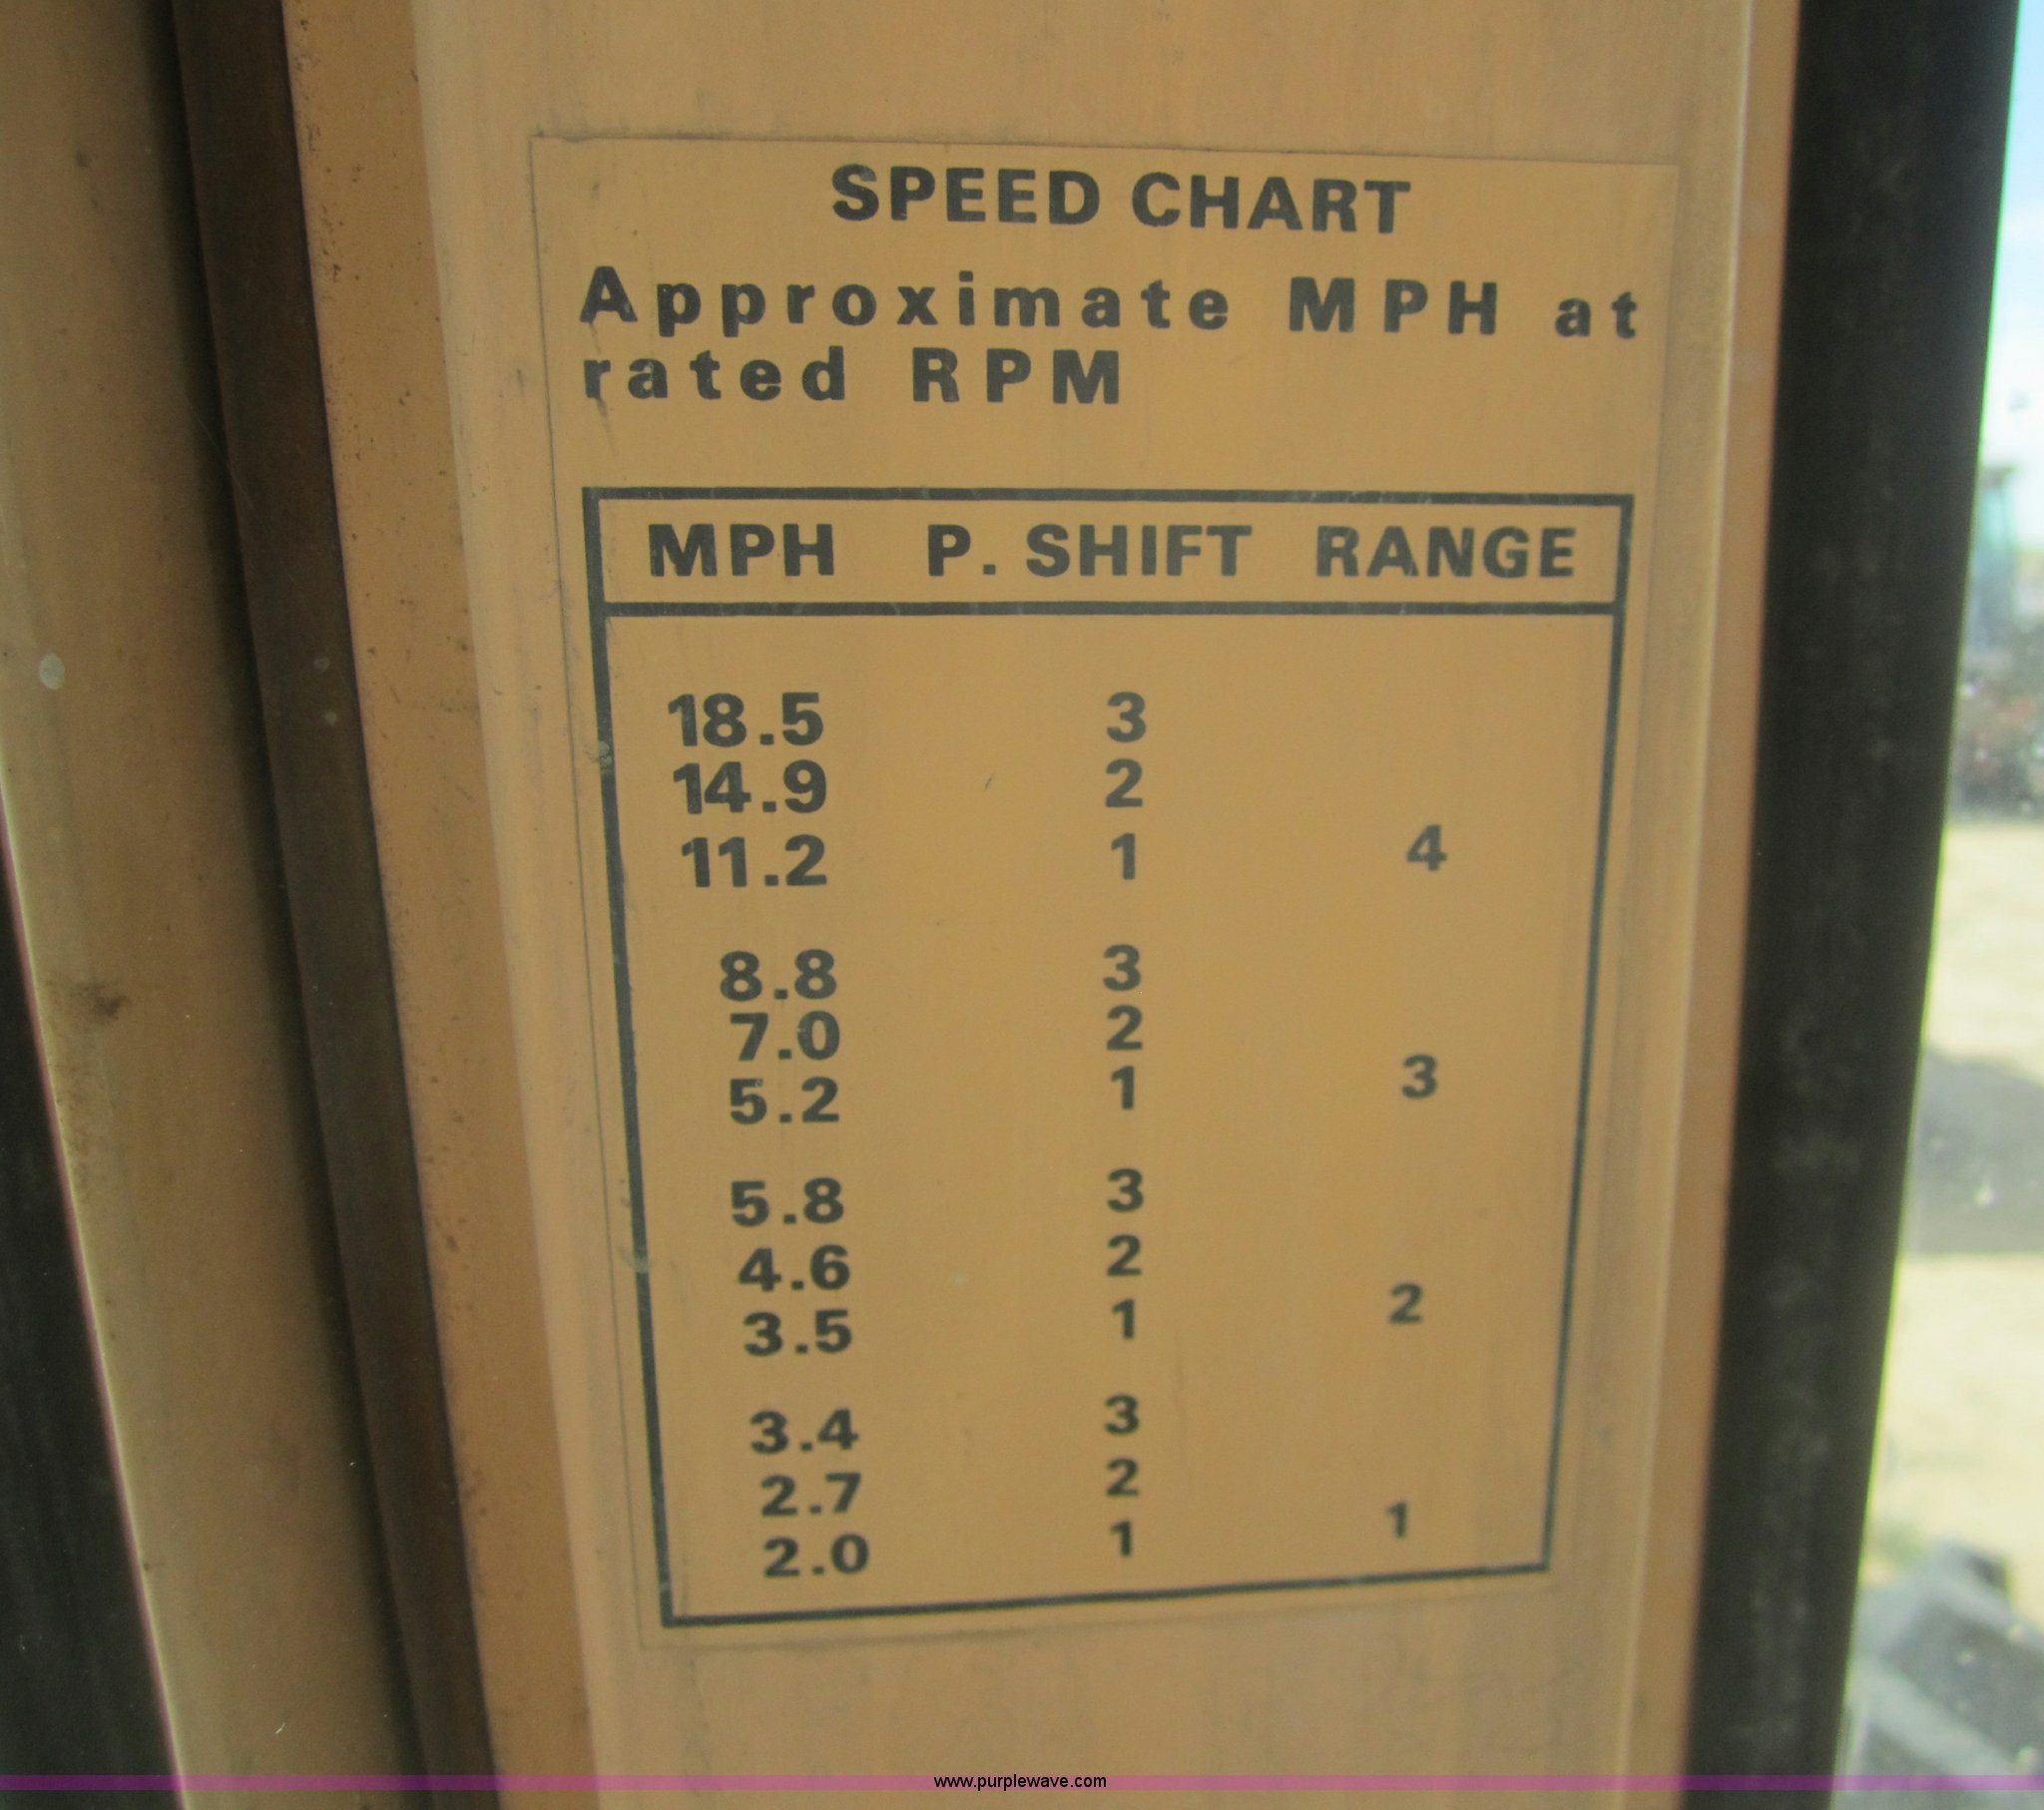 SPEED CHART
Approximate MPH at
rated RPM
MPH P. SHIFT RANGE
18.5 3
14.9 2
11.2 1 4
8.8 3
7.0 2
5.2 1 3
5.8 3
4.6 2
3.5 1 2
3.4 3
2.7 2
2.0 1 1
www.purplewave.com